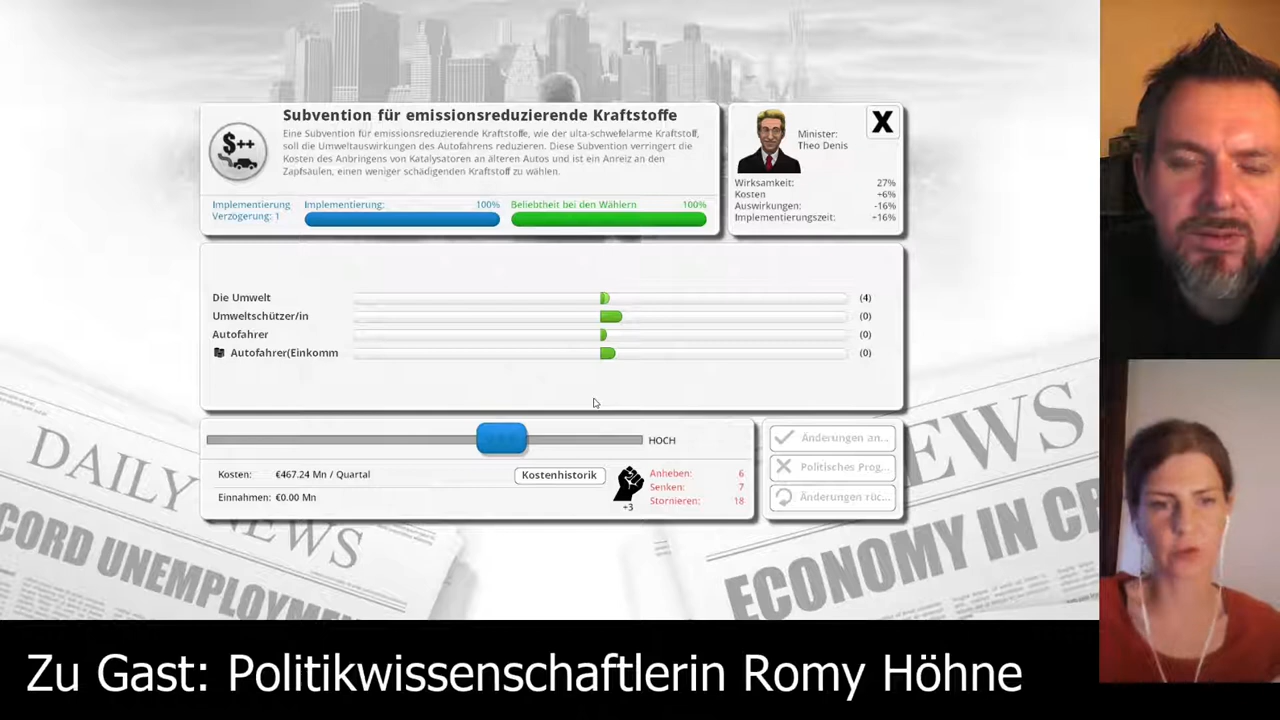 Subvention für emissionsreduzierende Kraftstoffe
Eine Subvention für emissionsreduzierende Kraftstoffe, wie der ulta-schwefelarme Kraftstoff,
soll die Umweltauswirkungen des Autofahrens reduzieren. Diese Subvention verringert die
Kosten des Anbringens von Katalysatoren an älteren Autos und ist ein Anreiz an den
Zapfsäulen, einen weniger schädigenden Kraftstoff zu wählen.
$++
Implementierung
Verzögerung: 1
Implementierung: 100%
Beliebtheit bei den Wählern 100%
Minister:
Theo Denis
X
Wirksamkeit: 27%
Kosten +6%
Auswirkungen: -16%
Implementierungszeit: +16%
Die Umwelt (4)
Umweltschützer/in (0)
Autofahrer (0)
Autofahrer(Einkomm (0)
HOCH
Kosten: €467.24 Mn / Quartal
Kostenhistorik
Einnahmen: €0.00 Mn
+3
Anheben: 6
Senken: 7
Stornieren: 18
Änderungen an...
Politisches Prog...
Änderungen rüc...
DAILY NEWS
CORD UNEMPLOYME
NEWS
ECONOMY IN CR
Zu Gast: Politikwissenschaftlerin Romy Höhne